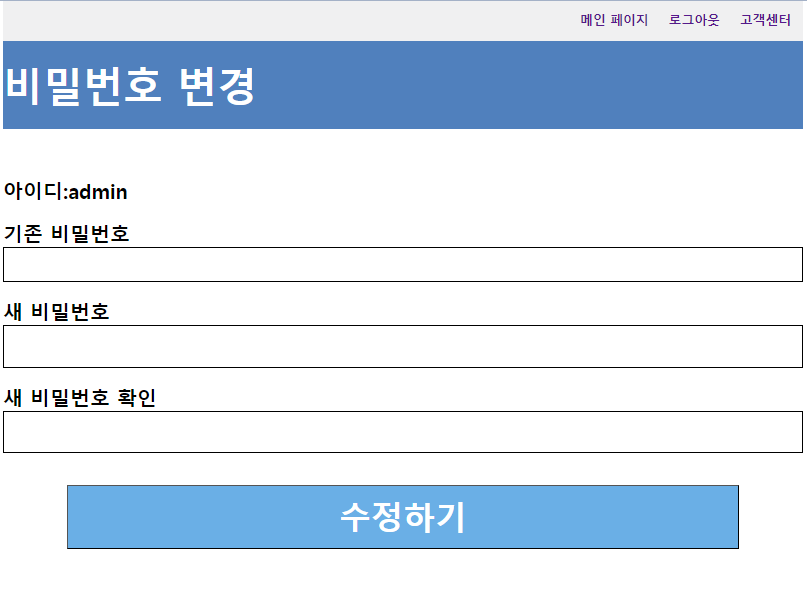 메인 페이지 로그아웃 고객센터
비밀번호 변경
아이디:admin
기존 비밀번호
새 비밀번호
새 비밀번호 확인
수정하기